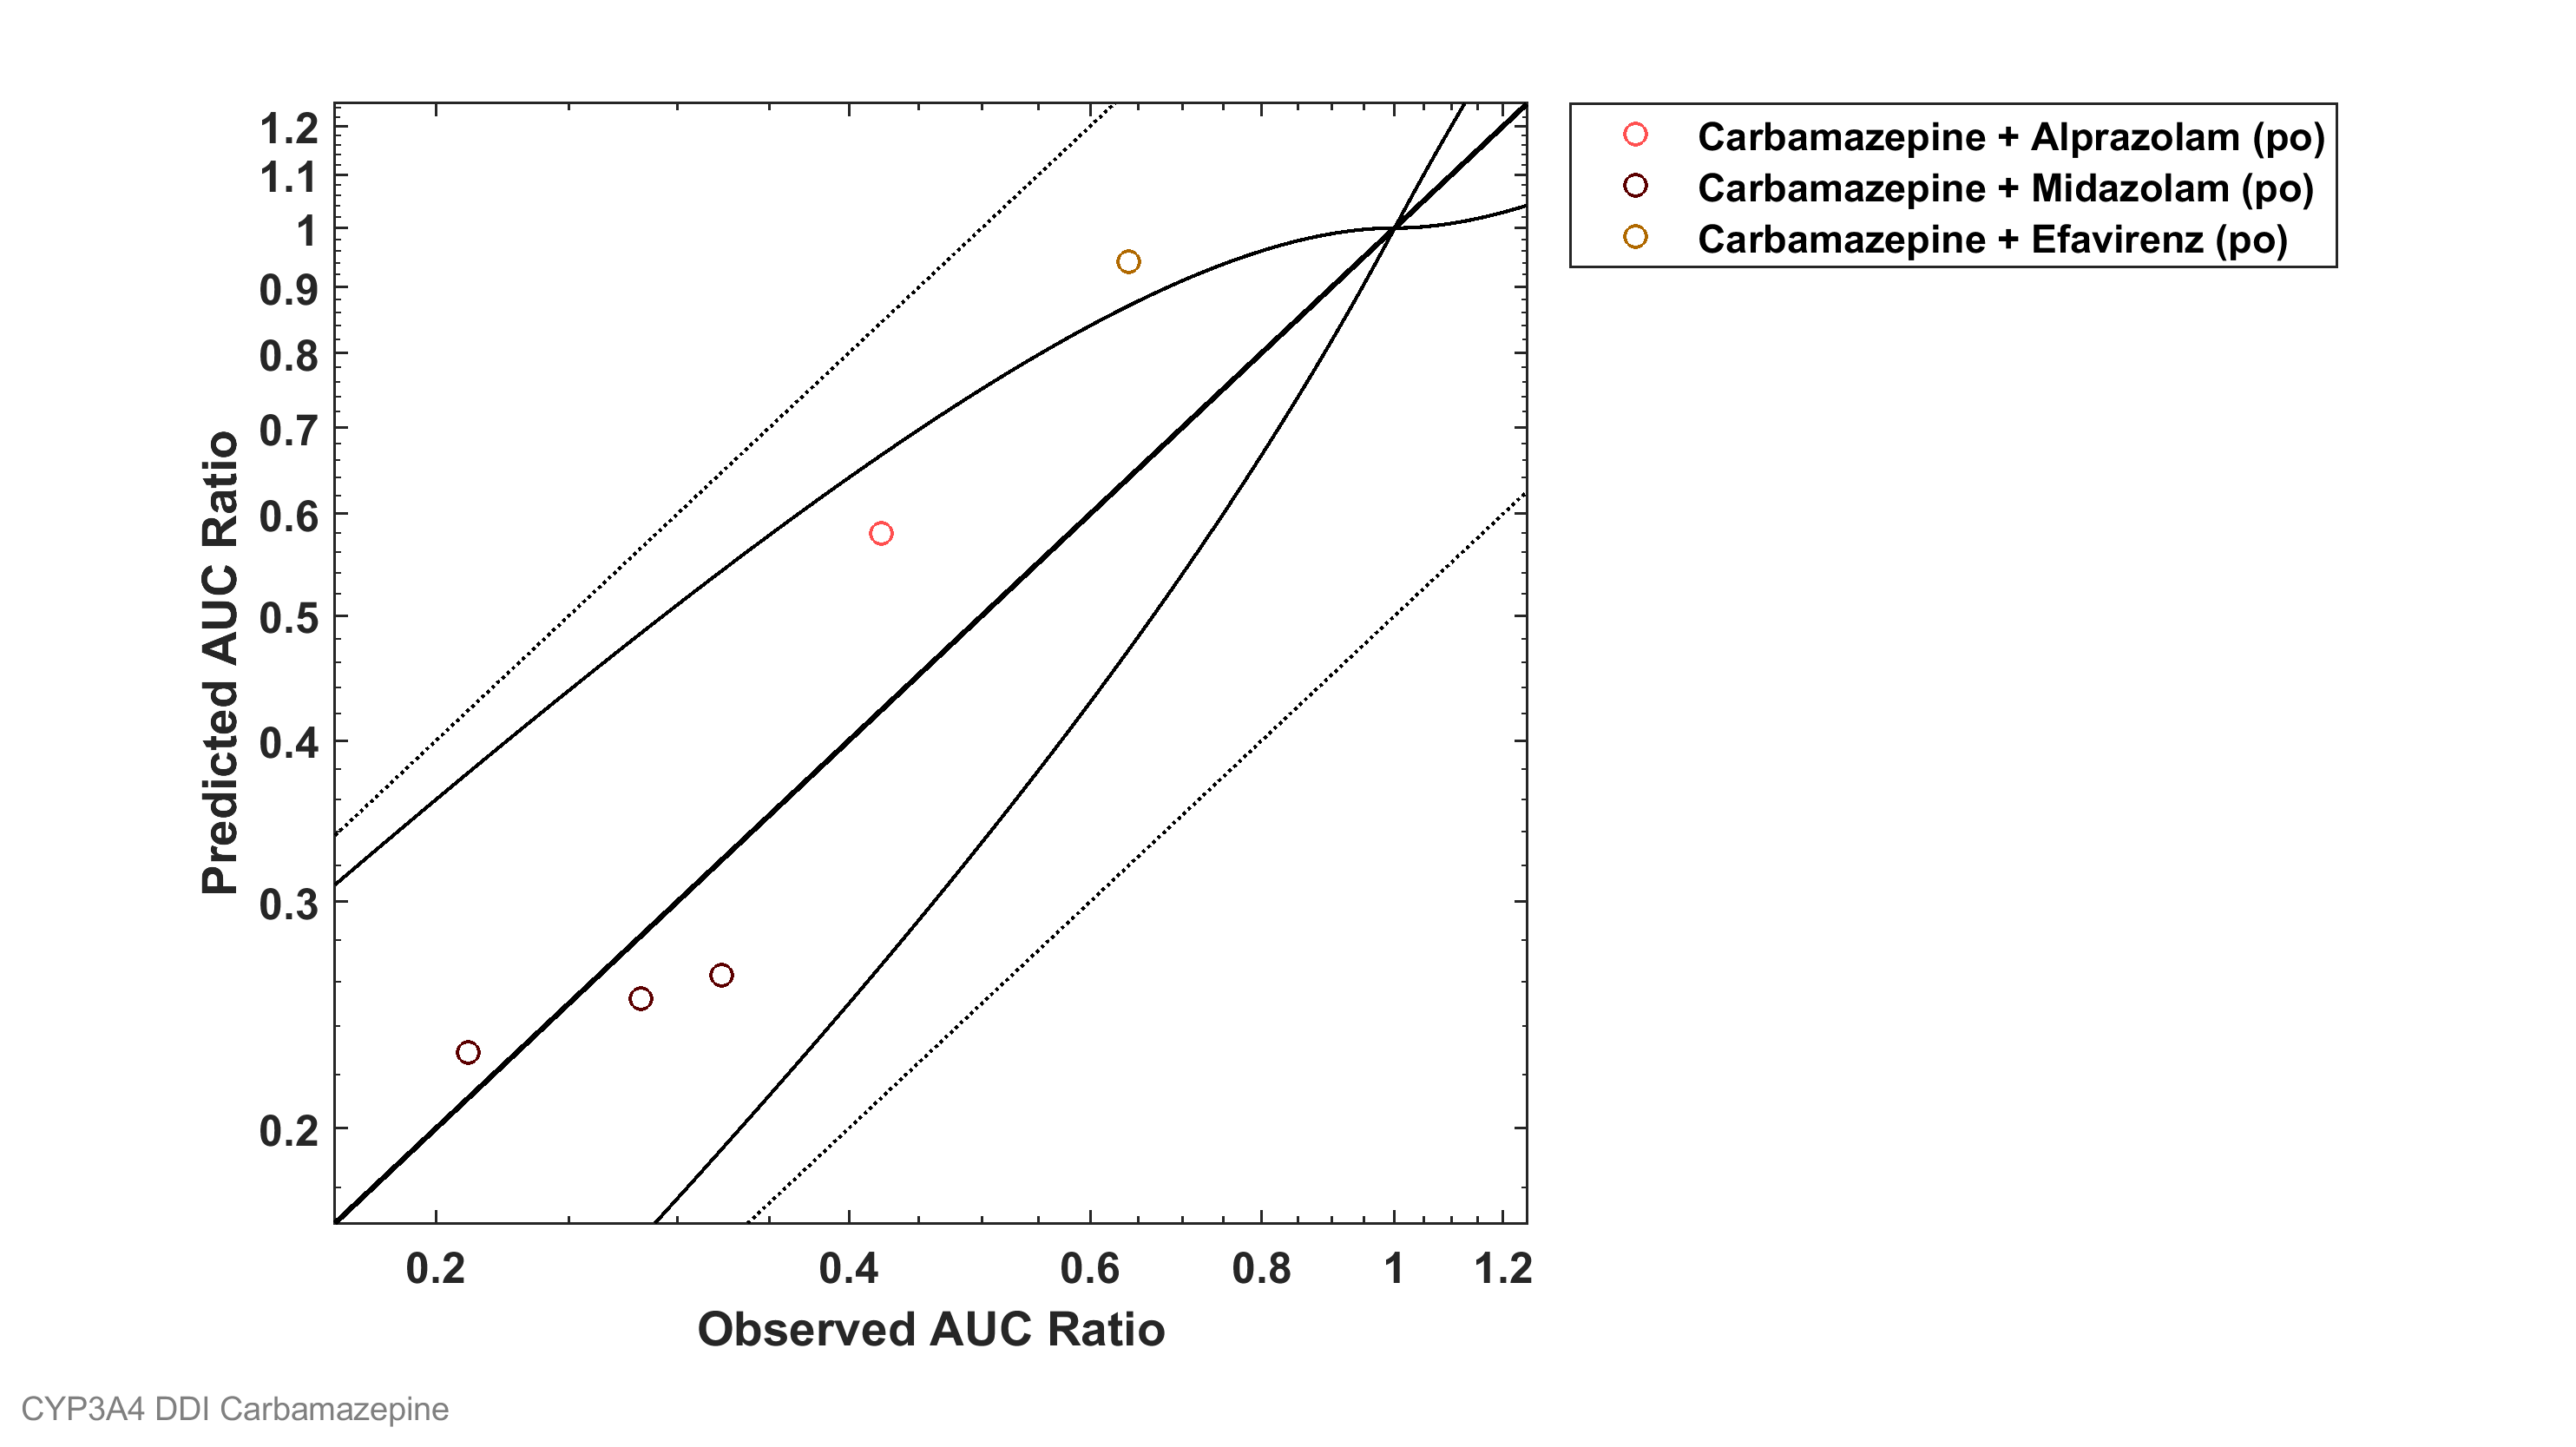 1.2
1.1
1
0.9
0.8
0.7
0.6
0.5
0.4
0.3
0.2
Predicted AUC Ratio
0.2 0.4 0.6 0.8 1 1.2
Observed AUC Ratio
Carbamazepine + Alprazolam (po)
Carbamazepine + Midazolam (po)
Carbamazepine + Efavirenz (po)
CYP3A4 DDI Carbamazepine